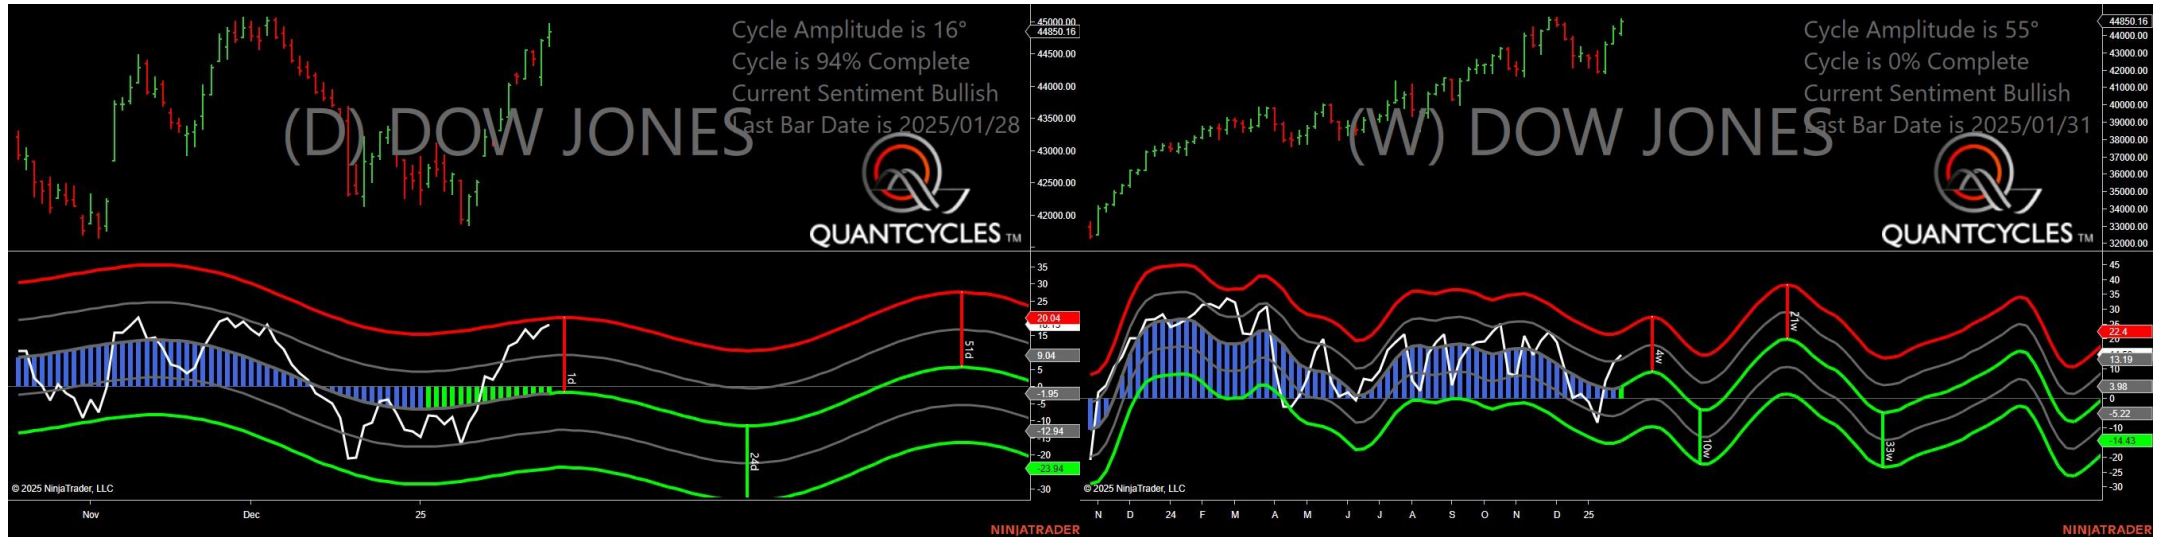 Cycle Amplitude is 16°
Cycle is 94% Complete
Current Sentiment Bullish
Last Bar Date is 2025/01/28
(D) DOW JONES
QUANTCYCLES TM
45000.00
44850.16
44500.00
44000.00
43500.00
43000.00
42500.00
42000.00
35
30
25
20.04
15
9.04
5
0
-1.95
-5
-10
-12.94
-15
-20
-23.94
-30
1d
24d
51d
© 2025 NinjaTrader, LLC
Nov
Dec
25
NINJATRADER
Cycle Amplitude is 55°
Cycle is 0% Complete
Current Sentiment Bullish
Last Bar Date is 2025/01/31
(W) DOW JONES
QUANTCYCLES TM
44850.16
44000.00
43000.00
42000.00
41000.00
40000.00
39000.00
37000.00
36000.00
35000.00
34000.00
33000.00
32000.00
45
40
35
30
25
22.4
20
13.19
10
3.98
0
-5.22
-10
-14.43
-20
-25
-30
4w
10w
21w
33w
© 2025 NinjaTrader, LLC
N D 24 F M A M J J A S O N D 25
NINJATRADER